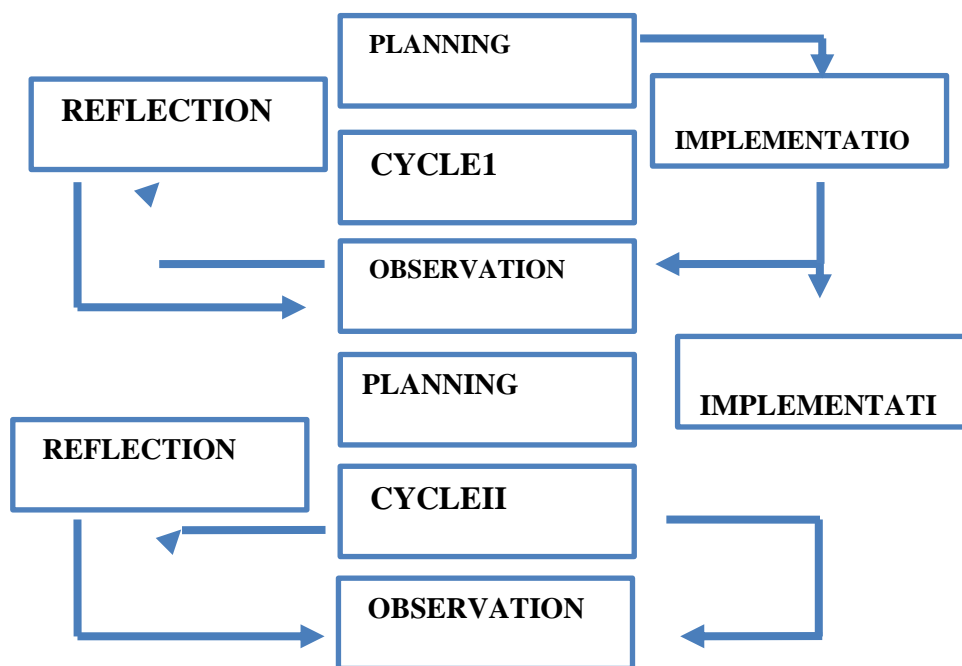 PLANNING
REFLECTION
IMPLEMENTATIO
CYCLE1
OBSERVATION
PLANNING
IMPLEMENTATI
REFLECTION
CYCLEII
OBSERVATION